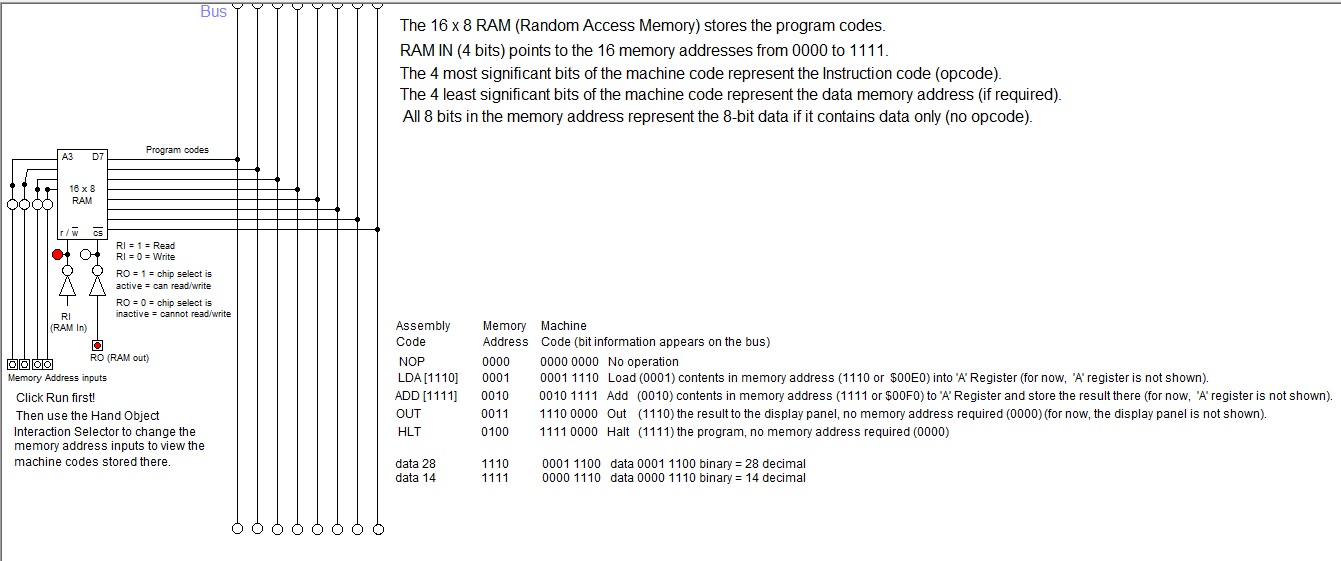 Bus
The 16 x 8 RAM (Random Access Memory) stores the program codes.
RAM IN (4 bits) points to the 16 memory addresses from 0000 to 1111.
The 4 most significant bits of the machine code represent the Instruction code (opcode).
The 4 least significant bits of the machine code represent the data memory address (if required).
All 8 bits in the memory address represent the 8-bit data if it contains data only (no opcode).
Program codes
A3 D7
16 x 8
RAM
r / w cs
RI = 1 = Read
RI = 0 = Write
RO = 1 = chip select is
active = can read/write
RO = 0 = chip select is
inactive = cannot read/write
RI
(RAM In)
RO (RAM out)
Memory Address inputs
Click Run first!
Then use the Hand Object
Interaction Selector to change the
memory address inputs to view the
machine codes stored there.
Assembly Memory Machine
Code Address Code (bit information appears on the bus)
NOP 0000 0000 0000 No operation
LDA [1110] 0001 0001 1110 Load (0001) contents in memory address (1110 or $00E0) into 'A' Register (for now, 'A' register is not shown).
ADD [1111] 0010 0010 1111 Add (0010) contents in memory address (1111 or $00F0) to 'A' Register and store the result there (for now, 'A' register is not shown).
OUT 0011 1110 0000 Out (1110) the result to the display panel, no memory address required (0000) (for now, the display panel is not shown).
HLT 0100 1111 0000 Halt (1111) the program, no memory address required (0000)
data 28 1110 0001 1100 data 0001 1100 binary = 28 decimal
data 14 1111 0000 1110 data 0000 1110 binary = 14 decimal